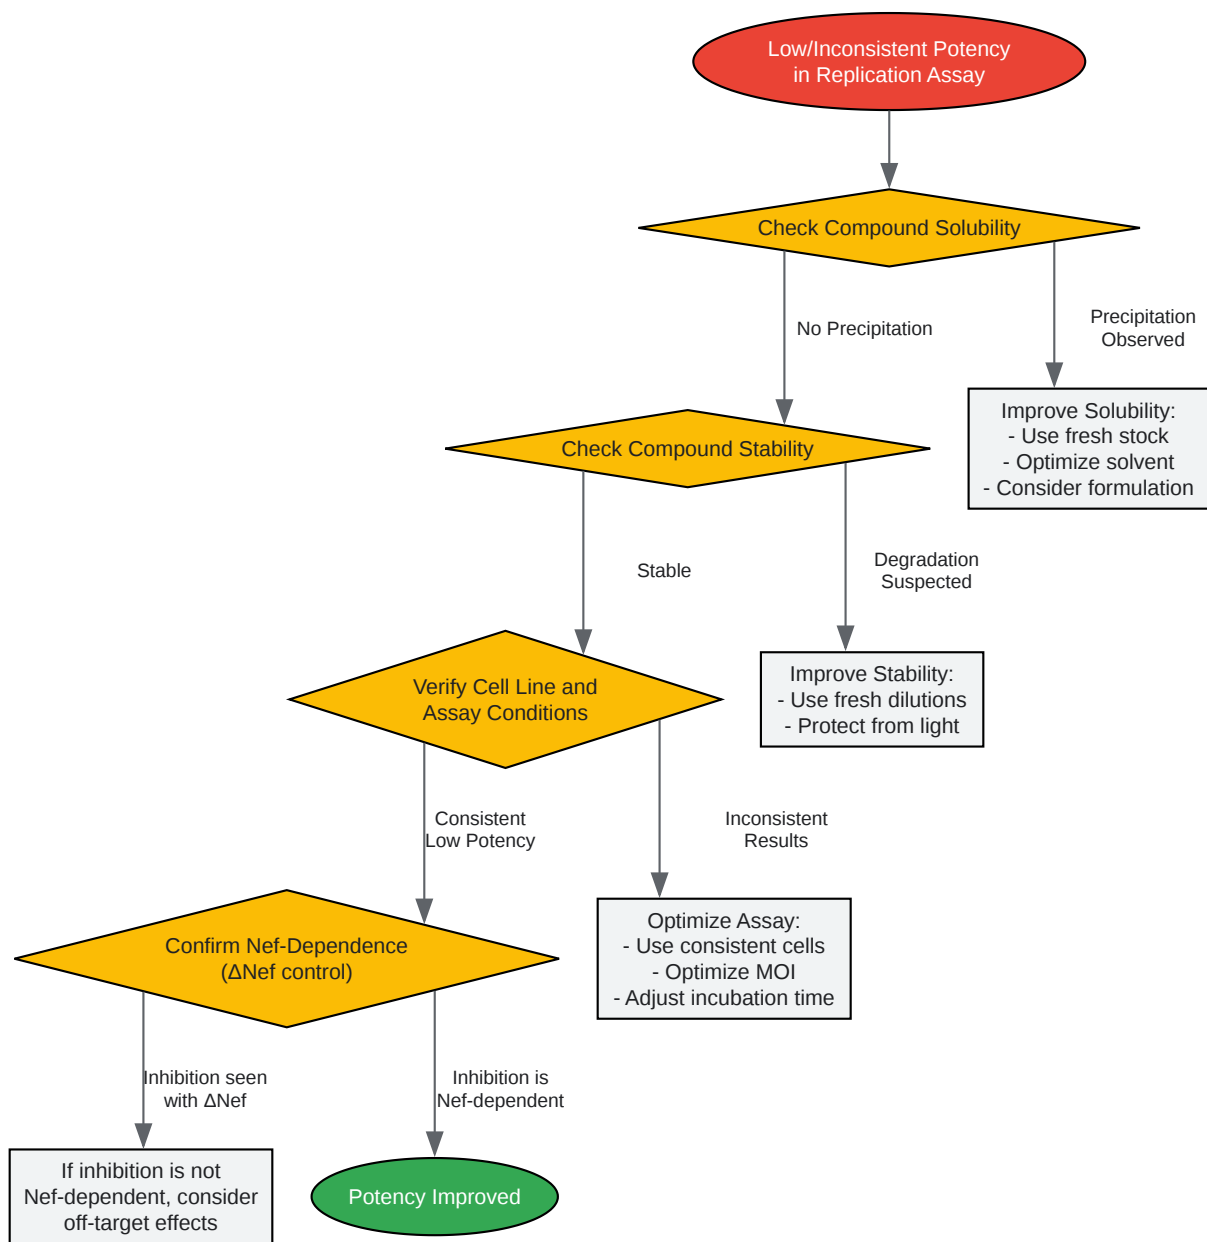 Low/Inconsistent Potency
in Replication Assay
Check Compound Solubility
No Precipitation
Precipitation
Observed
Improve Solubility:
- Use fresh stock
- Optimize solvent
- Consider formulation
Check Compound Stability
Stable
Degradation
Suspected
Improve Stability:
- Use fresh dilutions
- Protect from light
Verify Cell Line and
Assay Conditions
Consistent
Low Potency
Inconsistent
Results
Optimize Assay:
- Use consistent cells
- Optimize MOI
- Adjust incubation time
Confirm Nef-Dependence
(ΔNef control)
Inhibition seen
with ΔNef
Inhibition is
Nef-dependent
If inhibition is not
Nef-dependent, consider
off-target effects
Potency Improved